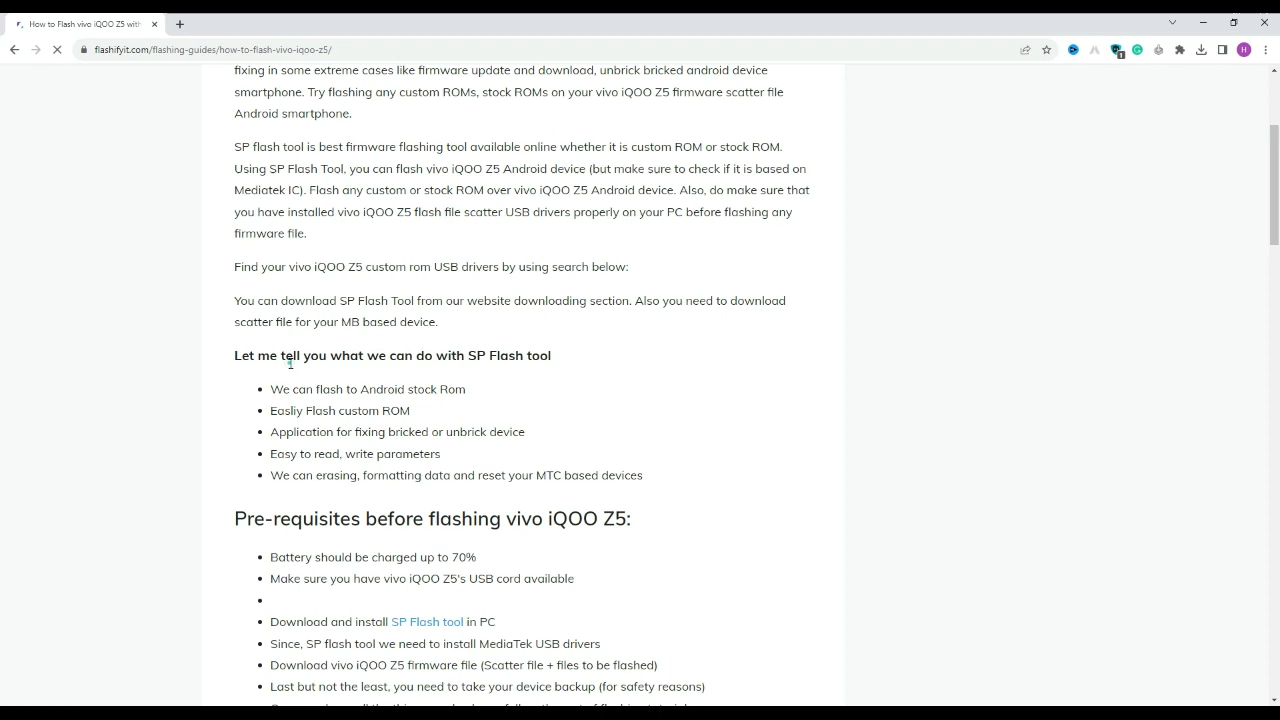 How to Flash vivo iQOO Z5 with
flashifyit.com/flashing-guides/how-to-flash-vivo-iqoo-z5/
1
H
fixing in some extreme cases like firmware update and download, unbrick bricked android device
smartphone. Try flashing any custom ROMs, stock ROMs on your vivo iQOO Z5 firmware scatter file
Android smartphone.
SP flash tool is best firmware flashing tool available online whether it is custom ROM or stock ROM.
Using SP Flash Tool, you can flash vivo iQOO Z5 Android device (but make sure to check if it is based on
Mediatek IC). Flash any custom or stock ROM over vivo iQOO Z5 Android device. Also, do make sure that
you have installed vivo iQOO Z5 flash file scatter USB drivers properly on your PC before flashing any
firmware file.
Find your vivo iQOO Z5 custom rom USB drivers by using search below:
You can download SP Flash Tool from our website downloading section. Also you need to download
scatter file for your MB based device.
Let me tell you what we can do with SP Flash tool
• We can flash to Android stock Rom
• Easliy Flash custom ROM
• Application for fixing bricked or unbrick device
• Easy to read, write parameters
• We can erasing, formatting data and reset your MTC based devices
Pre-requisites before flashing vivo iQOO Z5:
• Battery should be charged up to 70%
• Make sure you have vivo iQOO Z5's USB cord available
•
• Download and install SP Flash tool in PC
• Since, SP flash tool we need to install MediaTek USB drivers
• Download vivo iQOO Z5 firmware file (Scatter file + files to be flashed)
• Last but not the least, you need to take your device backup (for safety reasons)